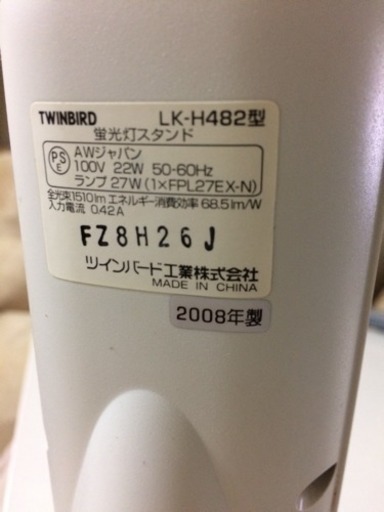 TWINBIRD LK-H482型
蛍光灯スタンド
PSE AWジャパン
100V 22W 50-60Hz
ランプ 27W (1×FPL27EX-N)
全光束1510lm エネルギー消費効率 68.5lm/W
入力電流 0.42A
FZ8H26J
ツインバード工業株式会社
MADE IN CHINA
2008年製